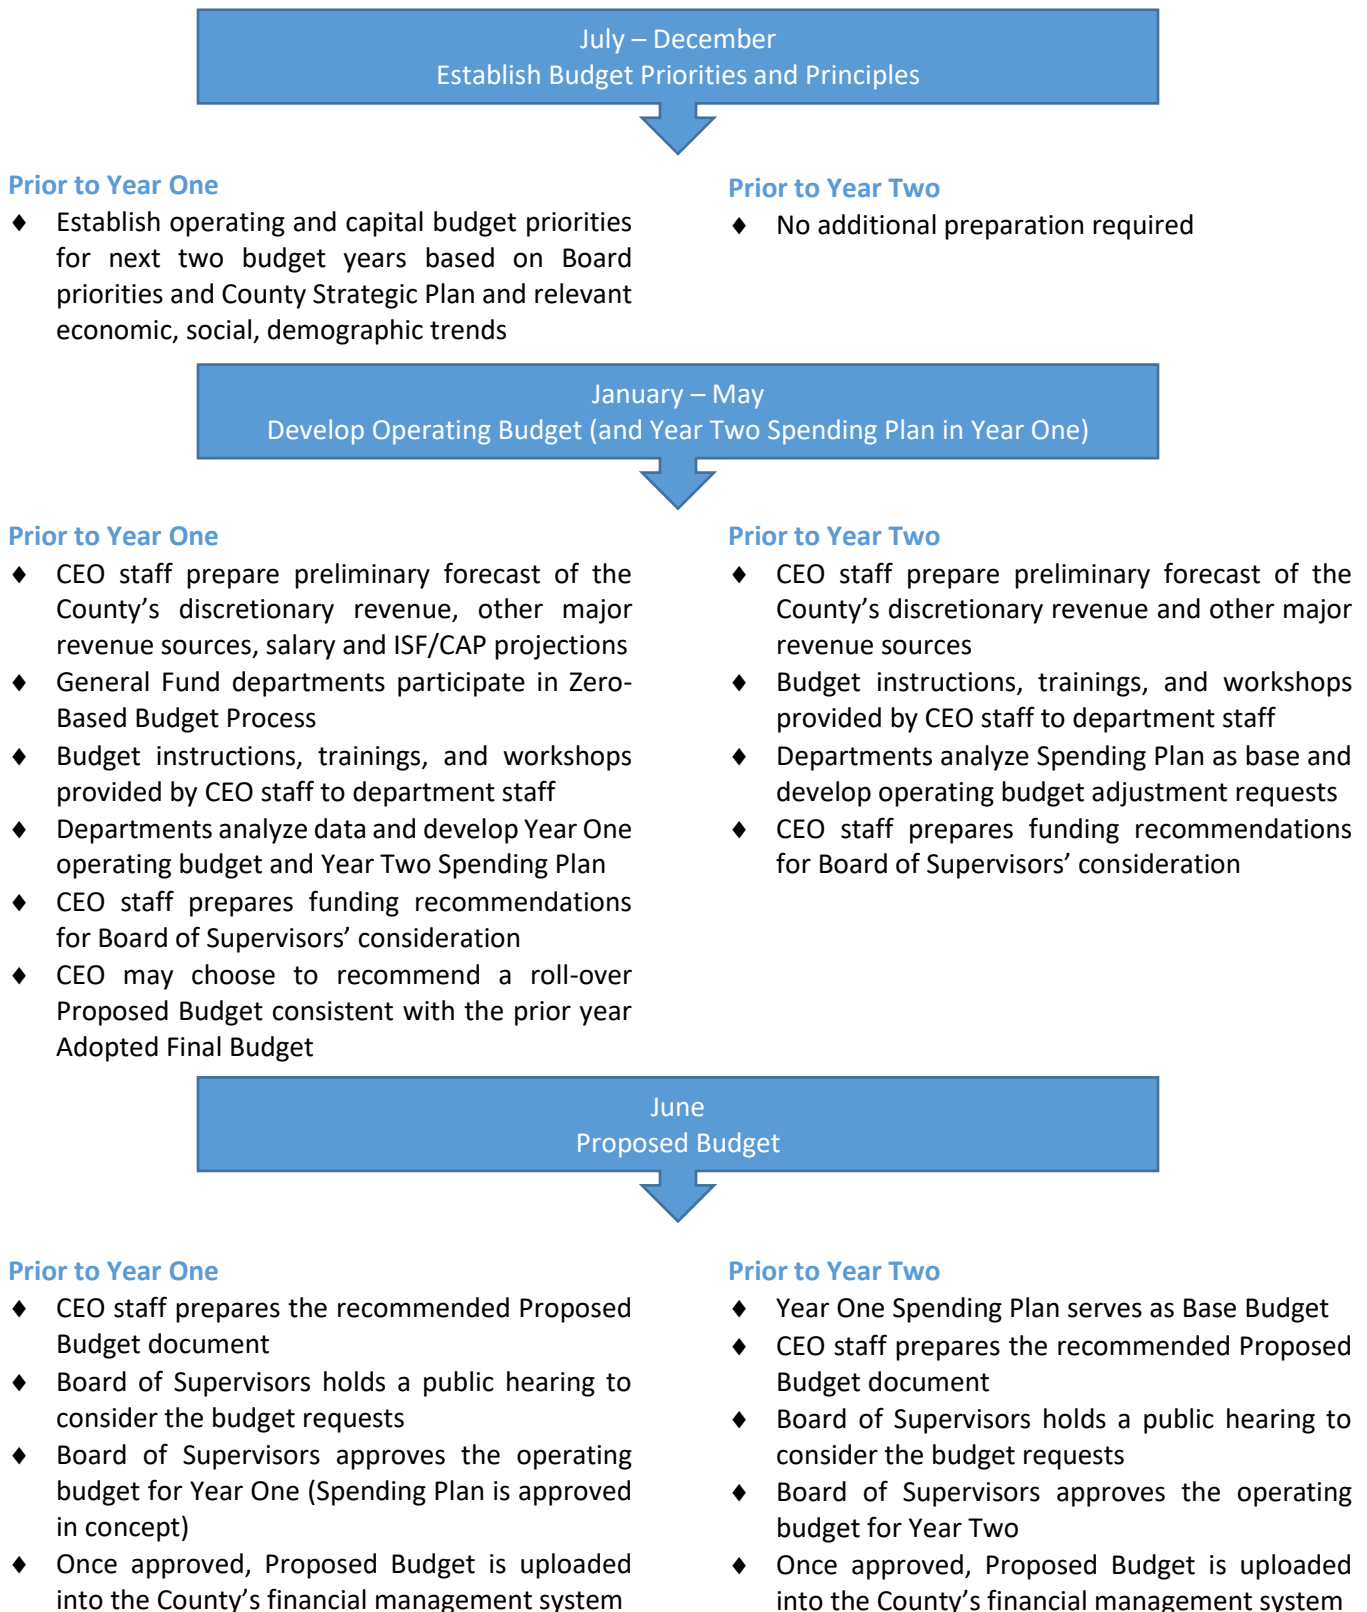 July – December
Establish Budget Priorities and Principles
Prior to Year One
♦ Establish operating and capital budget priorities
for next two budget years based on Board
priorities and County Strategic Plan and relevant
economic, social, demographic trends
Prior to Year Two
♦ No additional preparation required
January – May
Develop Operating Budget (and Year Two Spending Plan in Year One)
Prior to Year One
♦ CEO staff prepare preliminary forecast of the
County’s discretionary revenue, other major
revenue sources, salary and ISF/CAP projections
♦ General Fund departments participate in Zero-
Based Budget Process
♦ Budget instructions, trainings, and workshops
provided by CEO staff to department staff
♦ Departments analyze data and develop Year One
operating budget and Year Two Spending Plan
♦ CEO staff prepares funding recommendations
for Board of Supervisors’ consideration
♦ CEO may choose to recommend a roll-over
Proposed Budget consistent with the prior year
Adopted Final Budget
Prior to Year Two
♦ CEO staff prepare preliminary forecast of the
County’s discretionary revenue and other major
revenue sources
♦ Budget instructions, trainings, and workshops
provided by CEO staff to department staff
♦ Departments analyze Spending Plan as base and
develop operating budget adjustment requests
♦ CEO staff prepares funding recommendations
for Board of Supervisors’ consideration
June
Proposed Budget
Prior to Year One
♦ CEO staff prepares the recommended Proposed
Budget document
♦ Board of Supervisors holds a public hearing to
consider the budget requests
♦ Board of Supervisors approves the operating
budget for Year One (Spending Plan is approved
in concept)
♦ Once approved, Proposed Budget is uploaded
into the County’s financial management system
Prior to Year Two
♦ Year One Spending Plan serves as Base Budget
♦ CEO staff prepares the recommended Proposed
Budget document
♦ Board of Supervisors holds a public hearing to
consider the budget requests
♦ Board of Supervisors approves the operating
budget for Year Two
♦ Once approved, Proposed Budget is uploaded
into the County’s financial management system